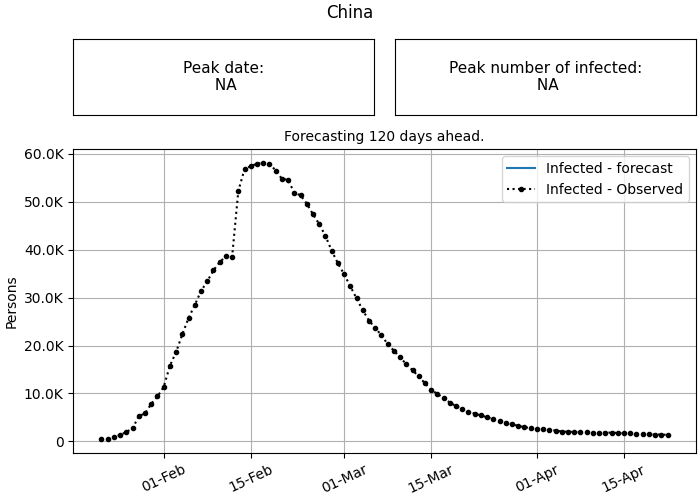 China
Peak date:
NA
Peak number of infected:
NA
Forecasting 120 days ahead.
60.0K
50.0K
40.0K
30.0K
20.0K
10.0K
0
Persons
Infected - forecast
Infected - Observed
01-Feb
15-Feb
01-Mar
15-Mar
01-Apr
15-Apr